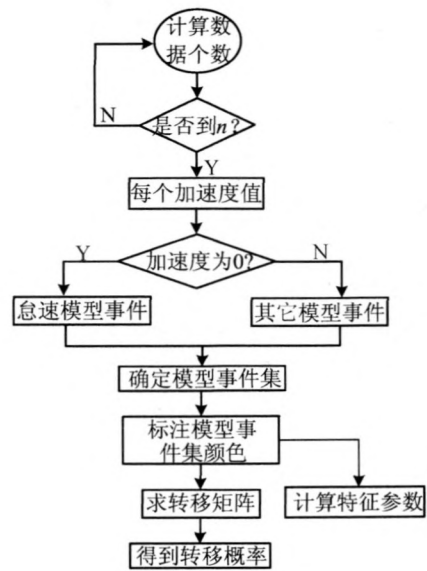 计算数
据个数
N
是否到n?
Y
每个加速度值
Y
加速度为0?
N
怠速模型事件
其它模型事件
确定模型事件集
标注模型事
件集颜色
求转移矩阵
计算特征参数
得到转移概率